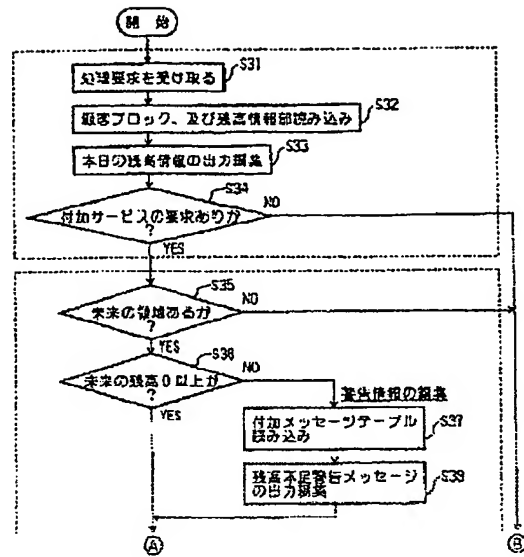 開 始
処理要求を受け取る
S31
顧客ブロック、及び残高情報部読み込み
S32
本日の残高情報の出力編集
S33
付加サービスの要求ありか
?
S34
NO
YES
未来の領域あるか
?
S35
NO
YES
未来の残高0以上か
?
S36
NO
YES
警告情報の編集
付加メッセージテーブル
読み込み
S37
残高不足警告メッセージ
の出力編集
S38
A
B